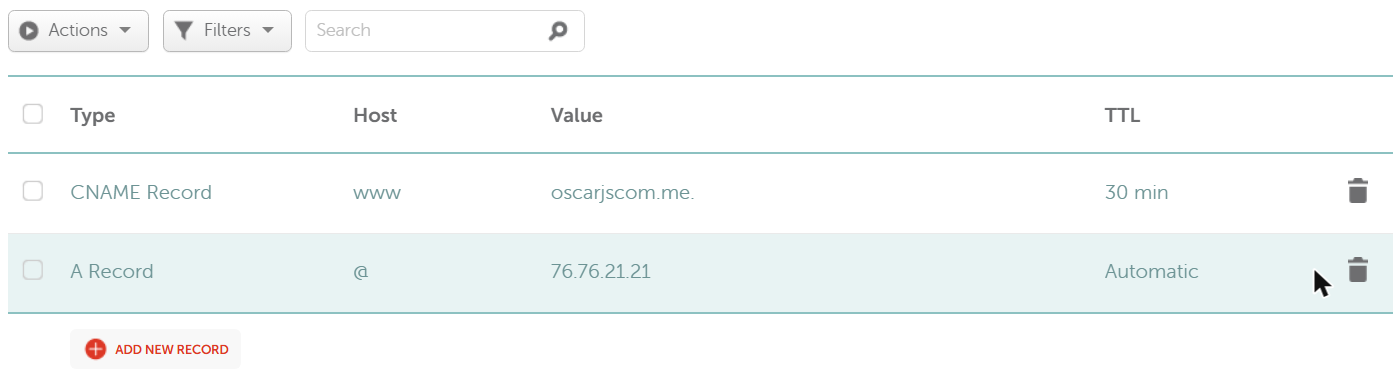 Actions Filters Search
Type Host Value TTL
CNAME Record www oscarjscom.me. 30 min
A Record @ 76.76.21.21 Automatic
ADD NEW RECORD